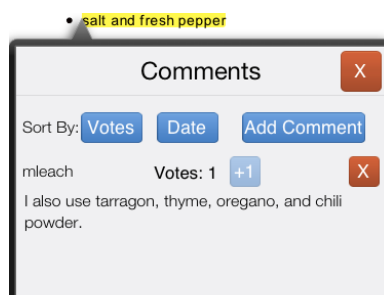 • salt and fresh pepper
Comments X
Sort By: Votes Date Add Comment
mleach Votes: 1 +1 X
I also use tarragon, thyme, oregano, and chili
powder.